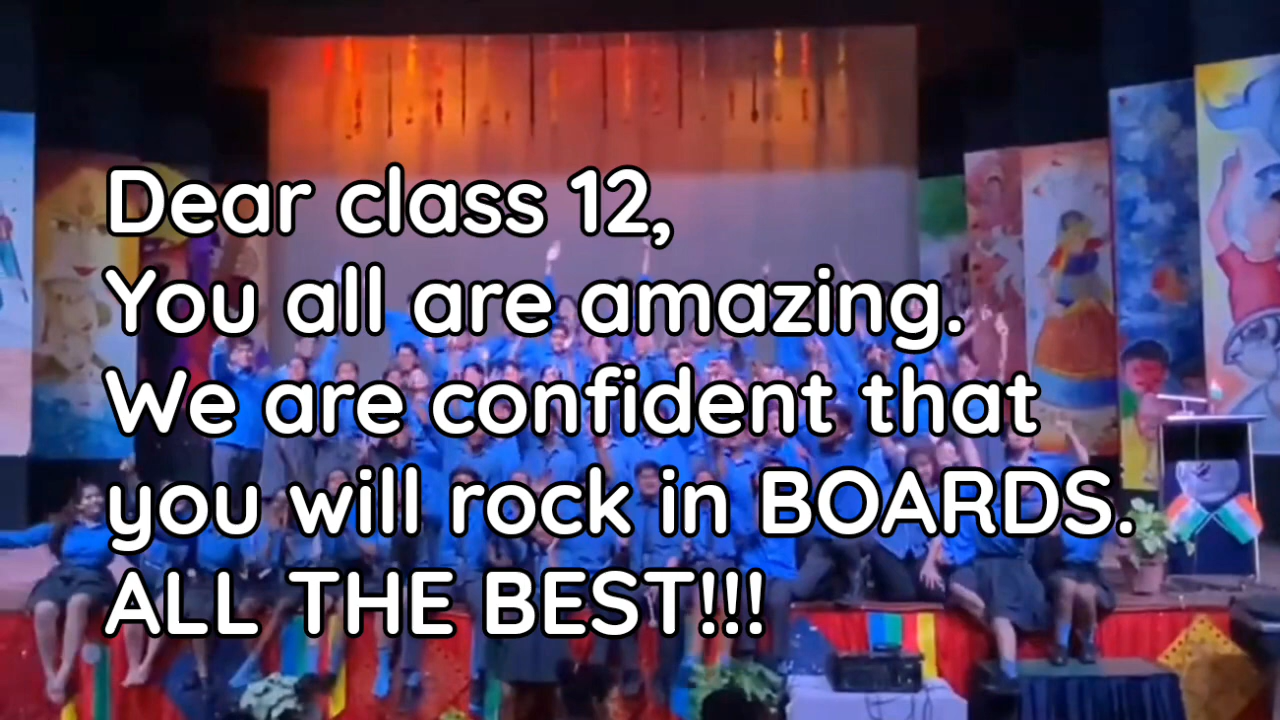 Dear class 12,
You all are amazing.
We are confident that
you will rock in BOARDS.
ALL THE BEST!!!